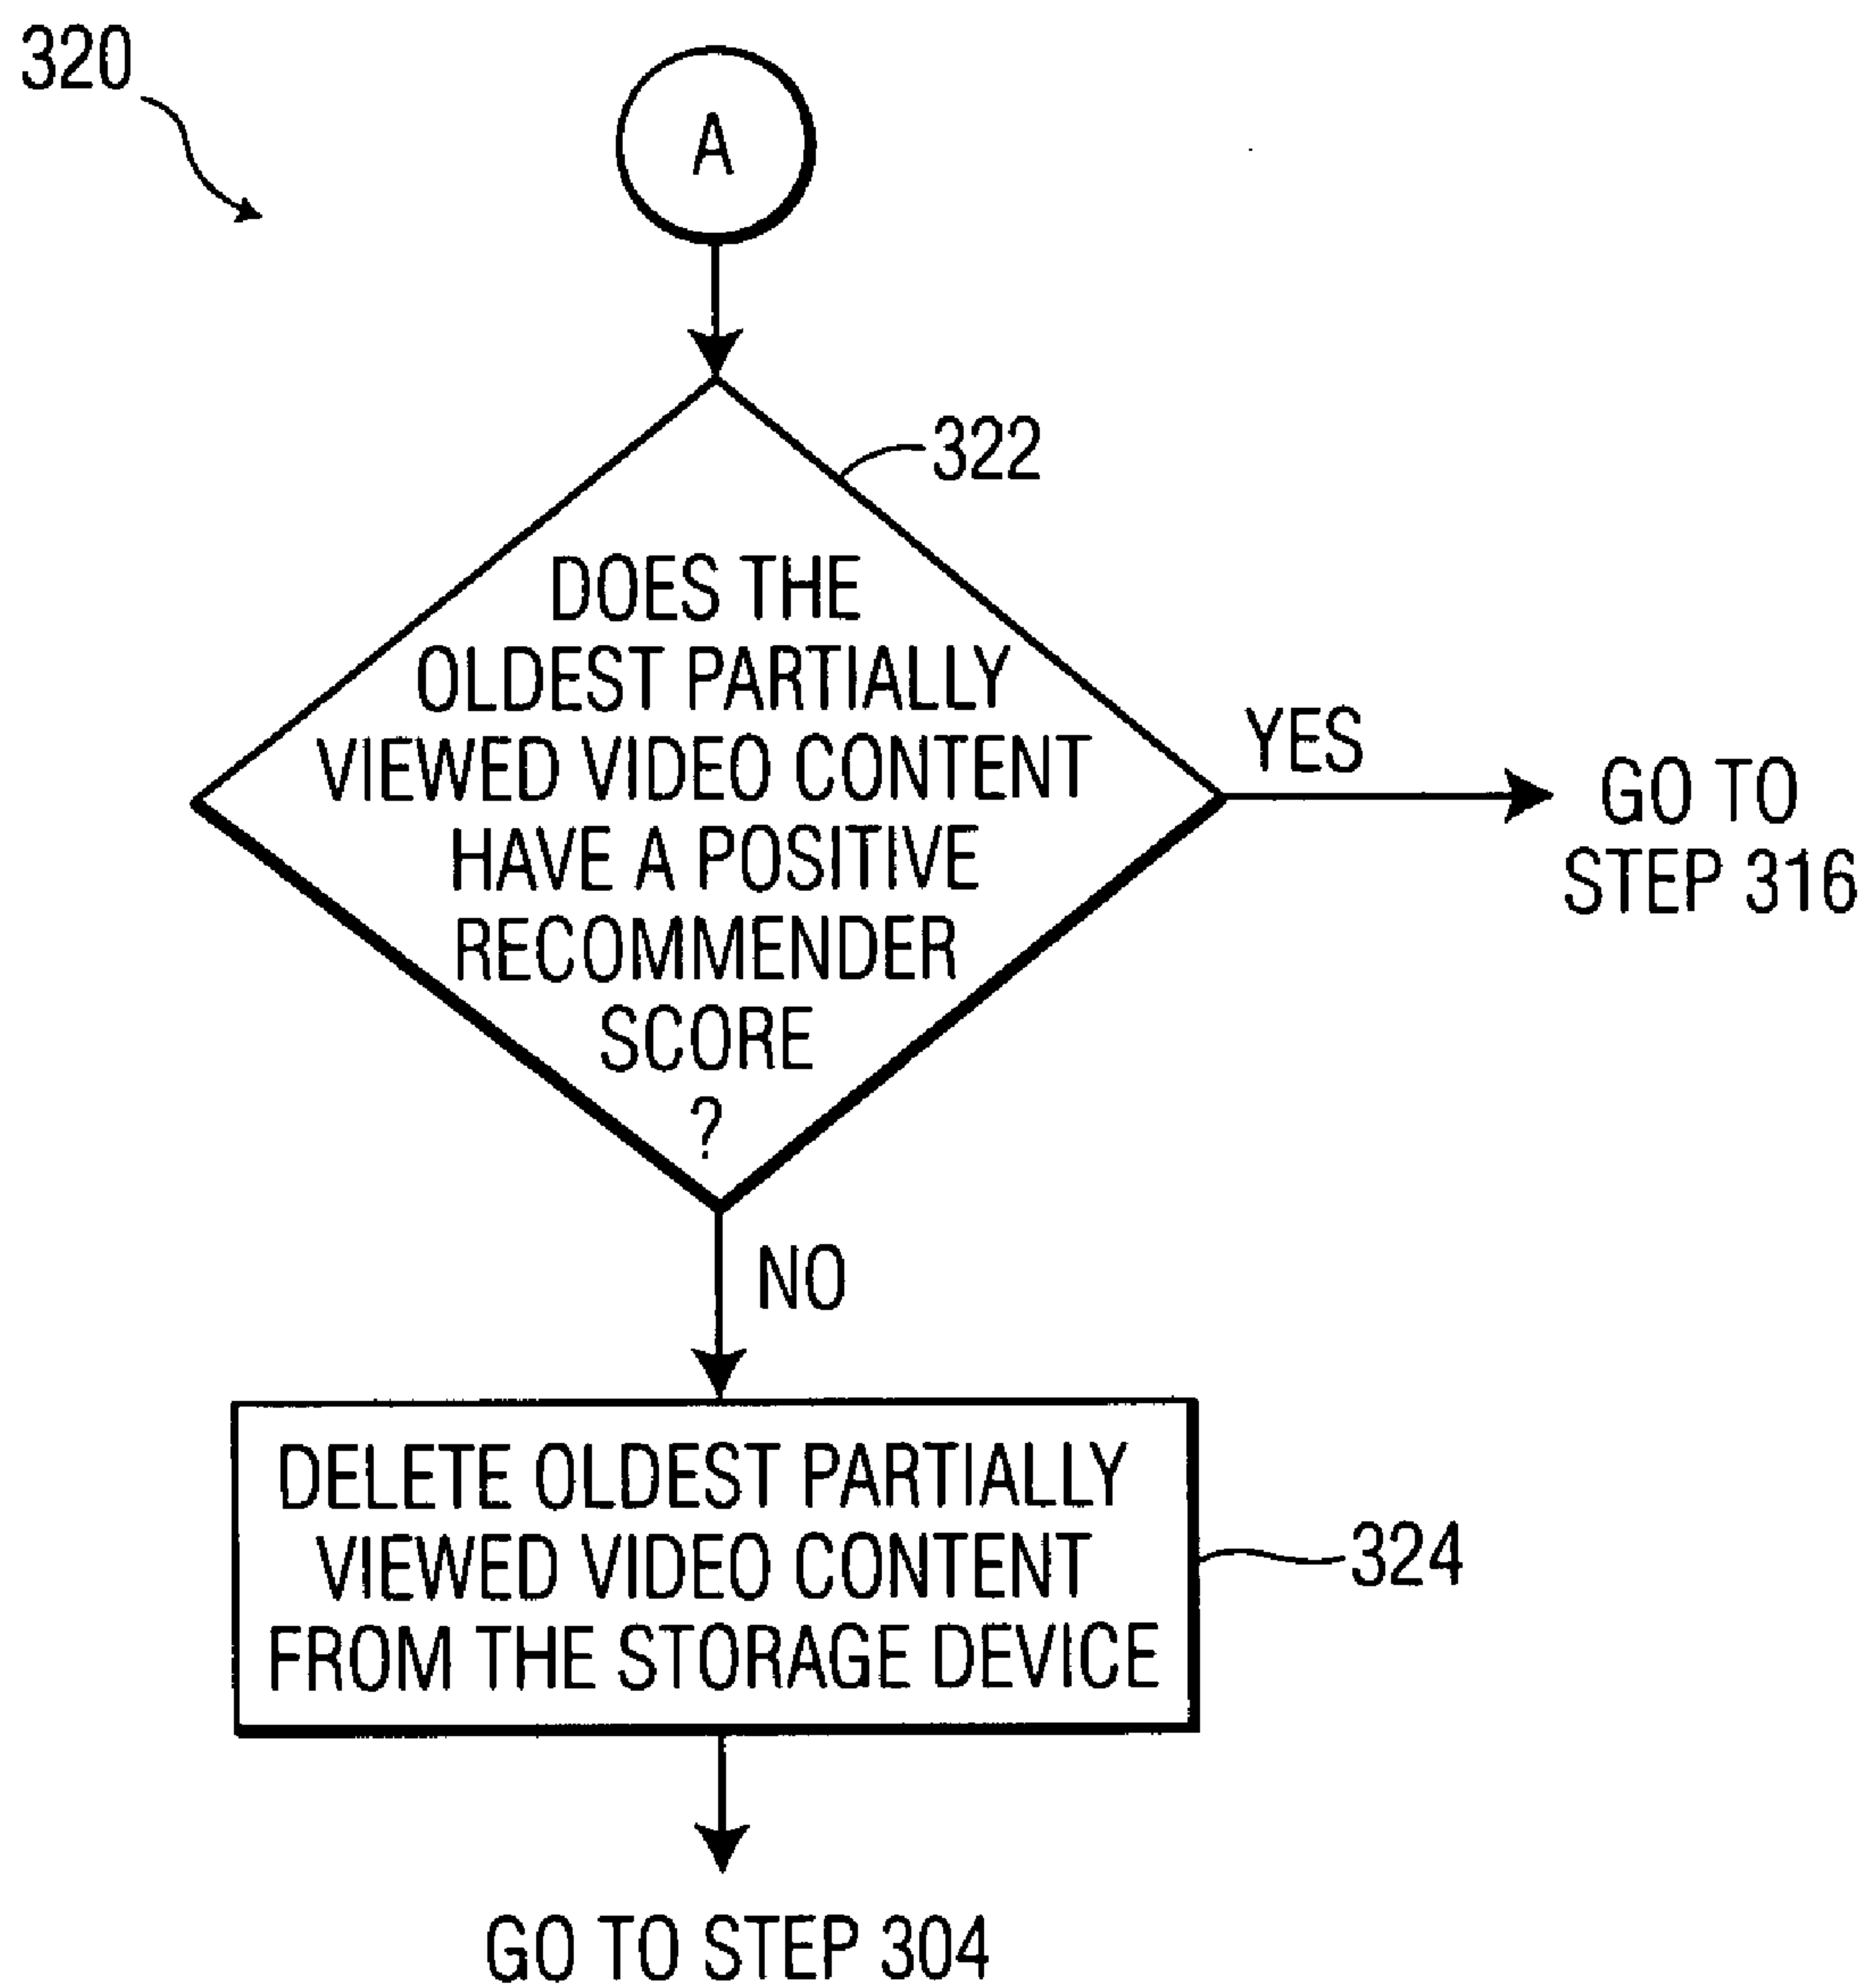 320
A
322
DOES THE
OLDEST PARTIALLY
VIEWED VIDEO CONTENT
HAVE A POSITIVE
RECOMMENDER
SCORE
?
YES
GO TO
STEP 316
NO
DELETE OLDEST PARTIALLY
VIEWED VIDEO CONTENT
FROM THE STORAGE DEVICE
324
GO TO STEP 304